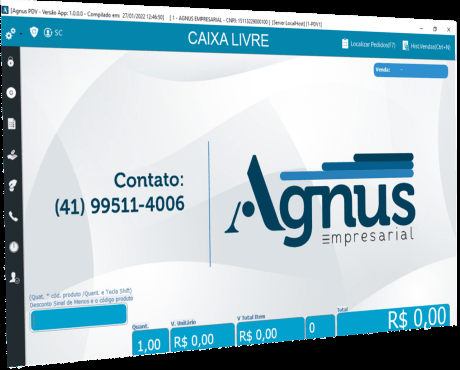 [Agnus PDV - Versão App: 1.0.0.0 - Compilado em: 27/01/2022 12:46:50] [ 1 - AGNUS EMPRESARIAL - CNPJ: 15113229000100 ] [Server:LocalHost] [1-PDV1]
SC
CAIXA LIVRE
Localizar Pedidos(F7)
Hist.Vendas(Ctrl+N)
Venda: -
Contato:
(41) 99511-4006
Agnus
Empresarial
(Quat. * cód. produto /Quant. e Tecle Shift)
Desconto Sinal de Menos e o código produto
Quant.
V. Unitário
V Total Item
Total
1,00
R$ 0,00
R$ 0,00
0
R$ 0,00